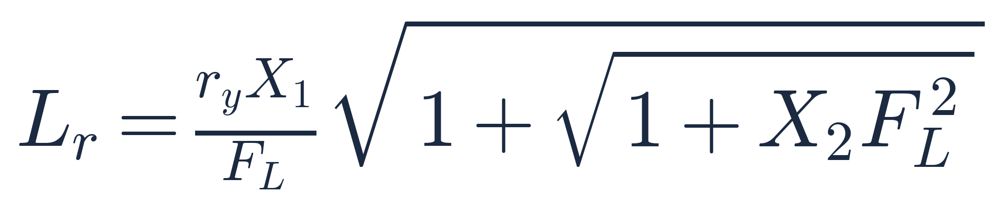 $L_r = \frac{r_y X_1}{F_L} \sqrt{1 + \sqrt{1 + X_2 F_L^2}}$